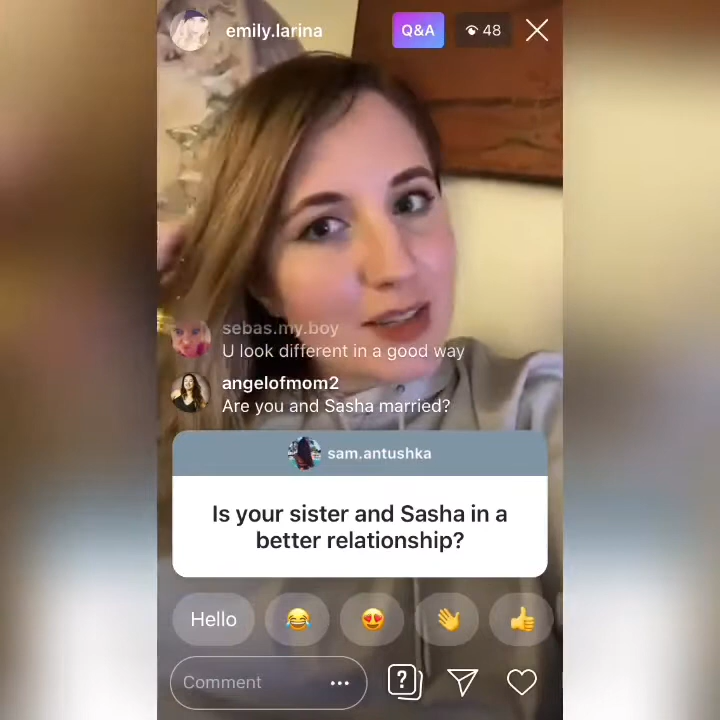 emily.larina
Q&A
48
sebas.my.boy
U look different in a good way
angelofmom2
Are you and Sasha married?
sam.antushka
Is your sister and Sasha in a
better relationship?
Hello
Comment